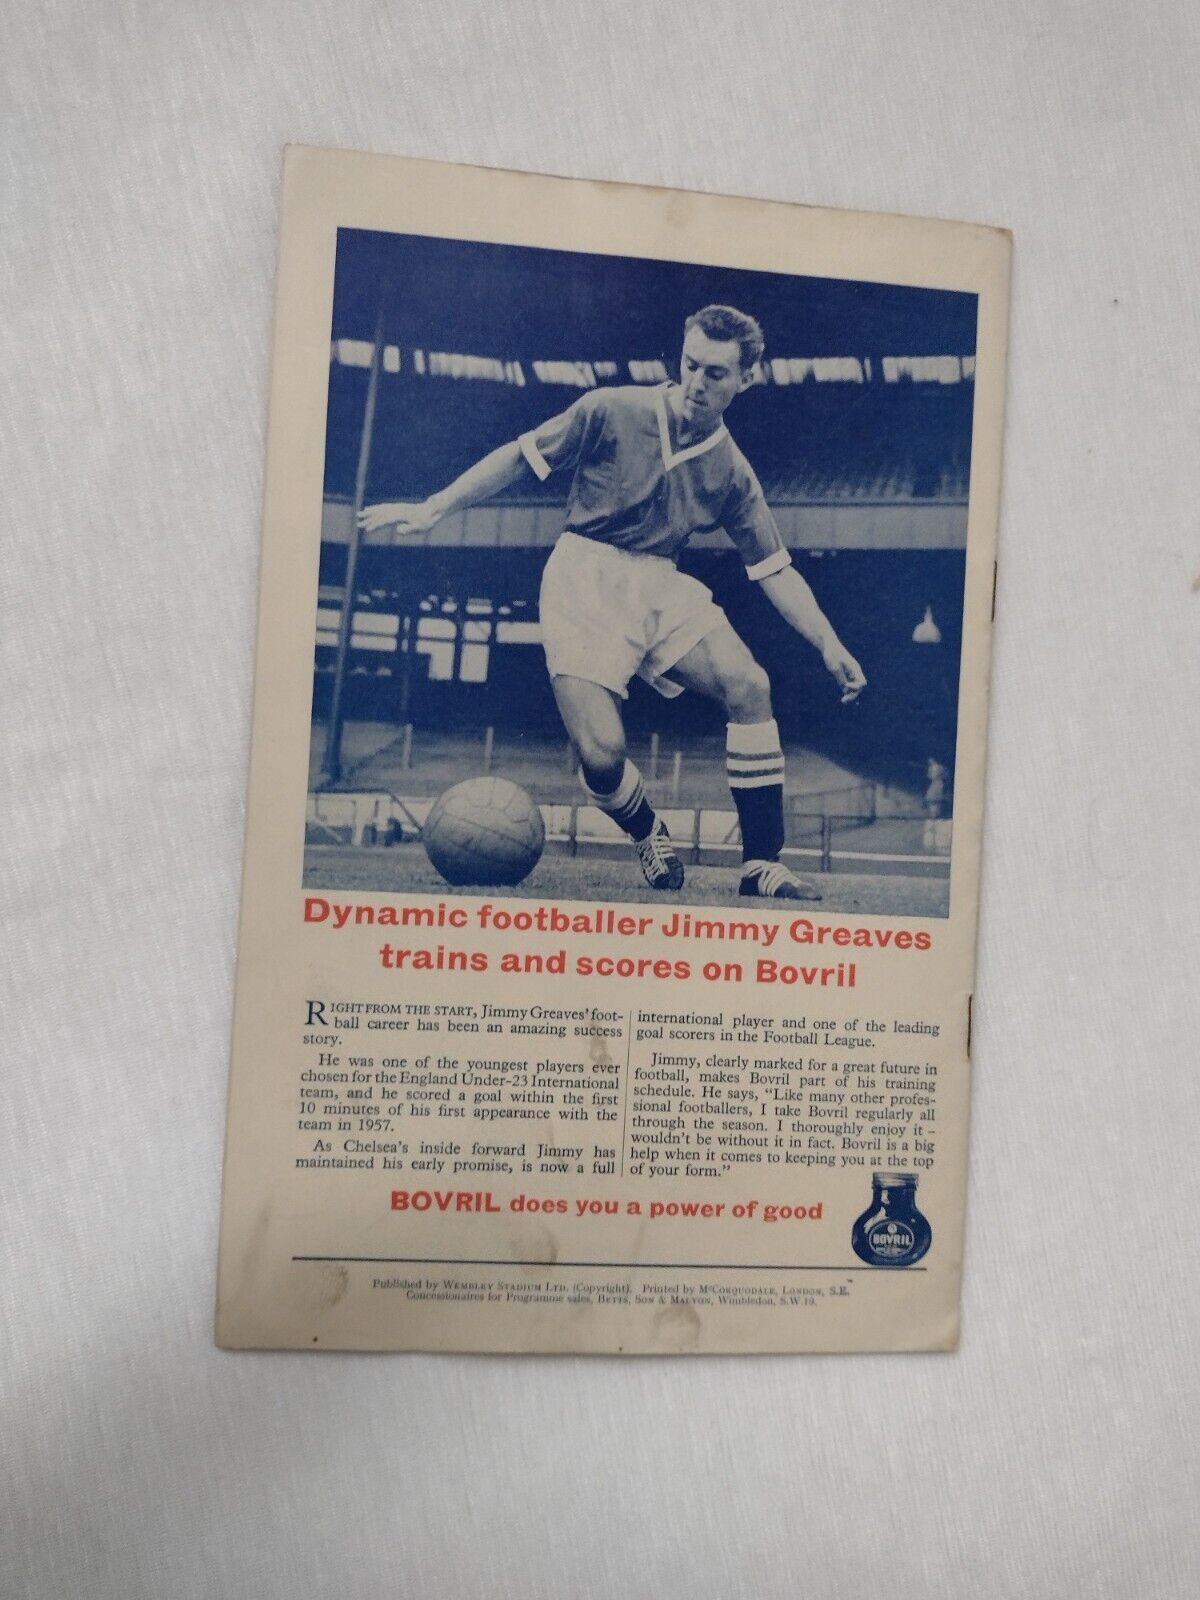 Dynamic footballer Jimmy Greaves
trains and scores on Bovril
RIGHT FROM THE START, Jimmy Greaves' foot-
ball career has been an amazing success
story.
He was one of the youngest players ever
chosen for the England Under-23 International
team, and he scored a goal within the first
10 minutes of his first appearance with the
team in 1957.
As Chelsea's inside forward Jimmy has
maintained his early promise, is now a full
international player and one of the leading
goal scorers in the Football League.
Jimmy, clearly marked for a great future in
football, makes Bovril part of his training
schedule. He says, "Like many other profes-
sional footballers, I take Bovril regularly all
through the season. I thoroughly enjoy it –
wouldn't be without it in fact. Bovril is a big
help when it comes to keeping you at the top
of your form."
BOVRIL does you a power of good
BOVRIL
Published by WEMBLEY STADIUM LTD. (Copyright). Printed by McCORQUODALE, LONDON, S.E.
Concessionaires for Programme sales, BETTS, SON & MALYON, Wimbledon, S.W.19.